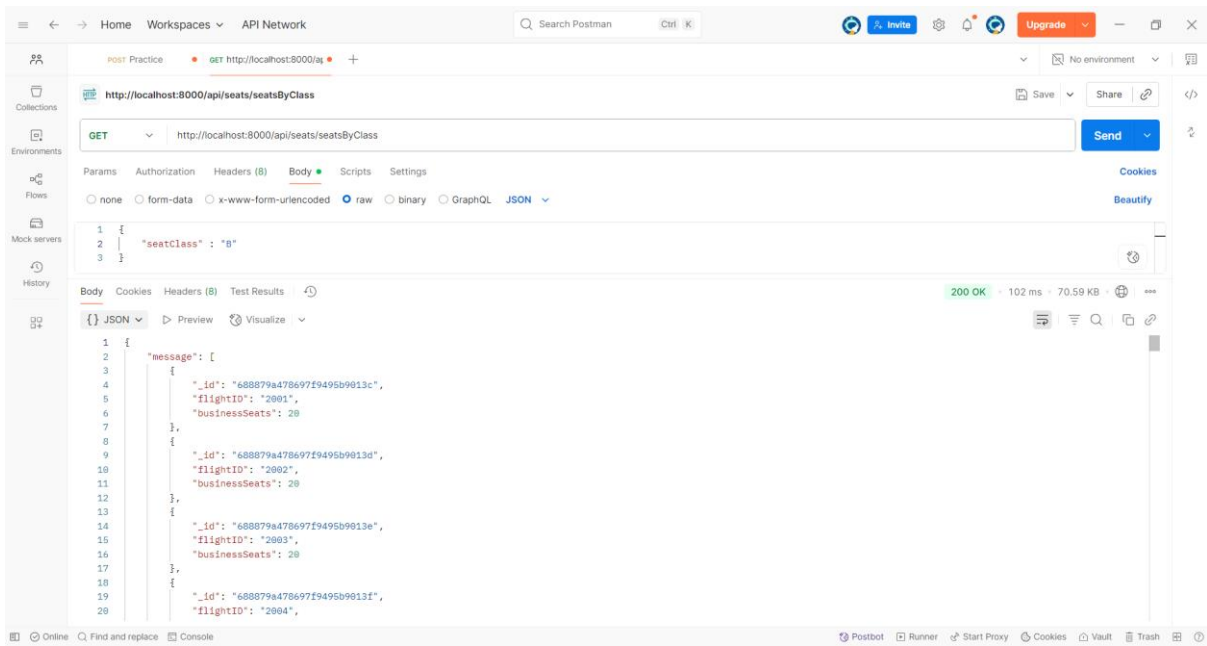 Home Workspaces API Network Search Postman Ctrl K Invite Upgrade
POST Practice GET http://localhost:8000/ap No environment
HTTP http://localhost:8000/api/seats/seatsByClass Save Share
GET http://localhost:8000/api/seats/seatsByClass Send
Params Authorization Headers (8) Body Scripts Settings Cookies
none form-data x-www-form-urlencoded raw binary GraphQL JSON Beautify
Collections
Environments
Flows
Mock servers
History
1 {
2 "seatClass" : "B"
3 }
Body Cookies Headers (8) Test Results 200 OK 102 ms 70.59 KB
{} JSON Preview Visualize
1 {
2 "message": [
3 {
4 "_id": "688879a478697f9495b9013c",
5 "flightID": "2001",
6 "businessSeats": 20
7 },
8 {
9 "_id": "688879a478697f9495b9013d",
10 "flightID": "2002",
11 "businessSeats": 20
12 },
13 {
14 "_id": "688879a478697f9495b9013e",
15 "flightID": "2003",
16 "businessSeats": 20
17 },
18 {
19 "_id": "688879a478697f9495b9013f",
20 "flightID": "2004",
Online Find and replace Console Postbot Runner Start Proxy Cookies Vault Trash